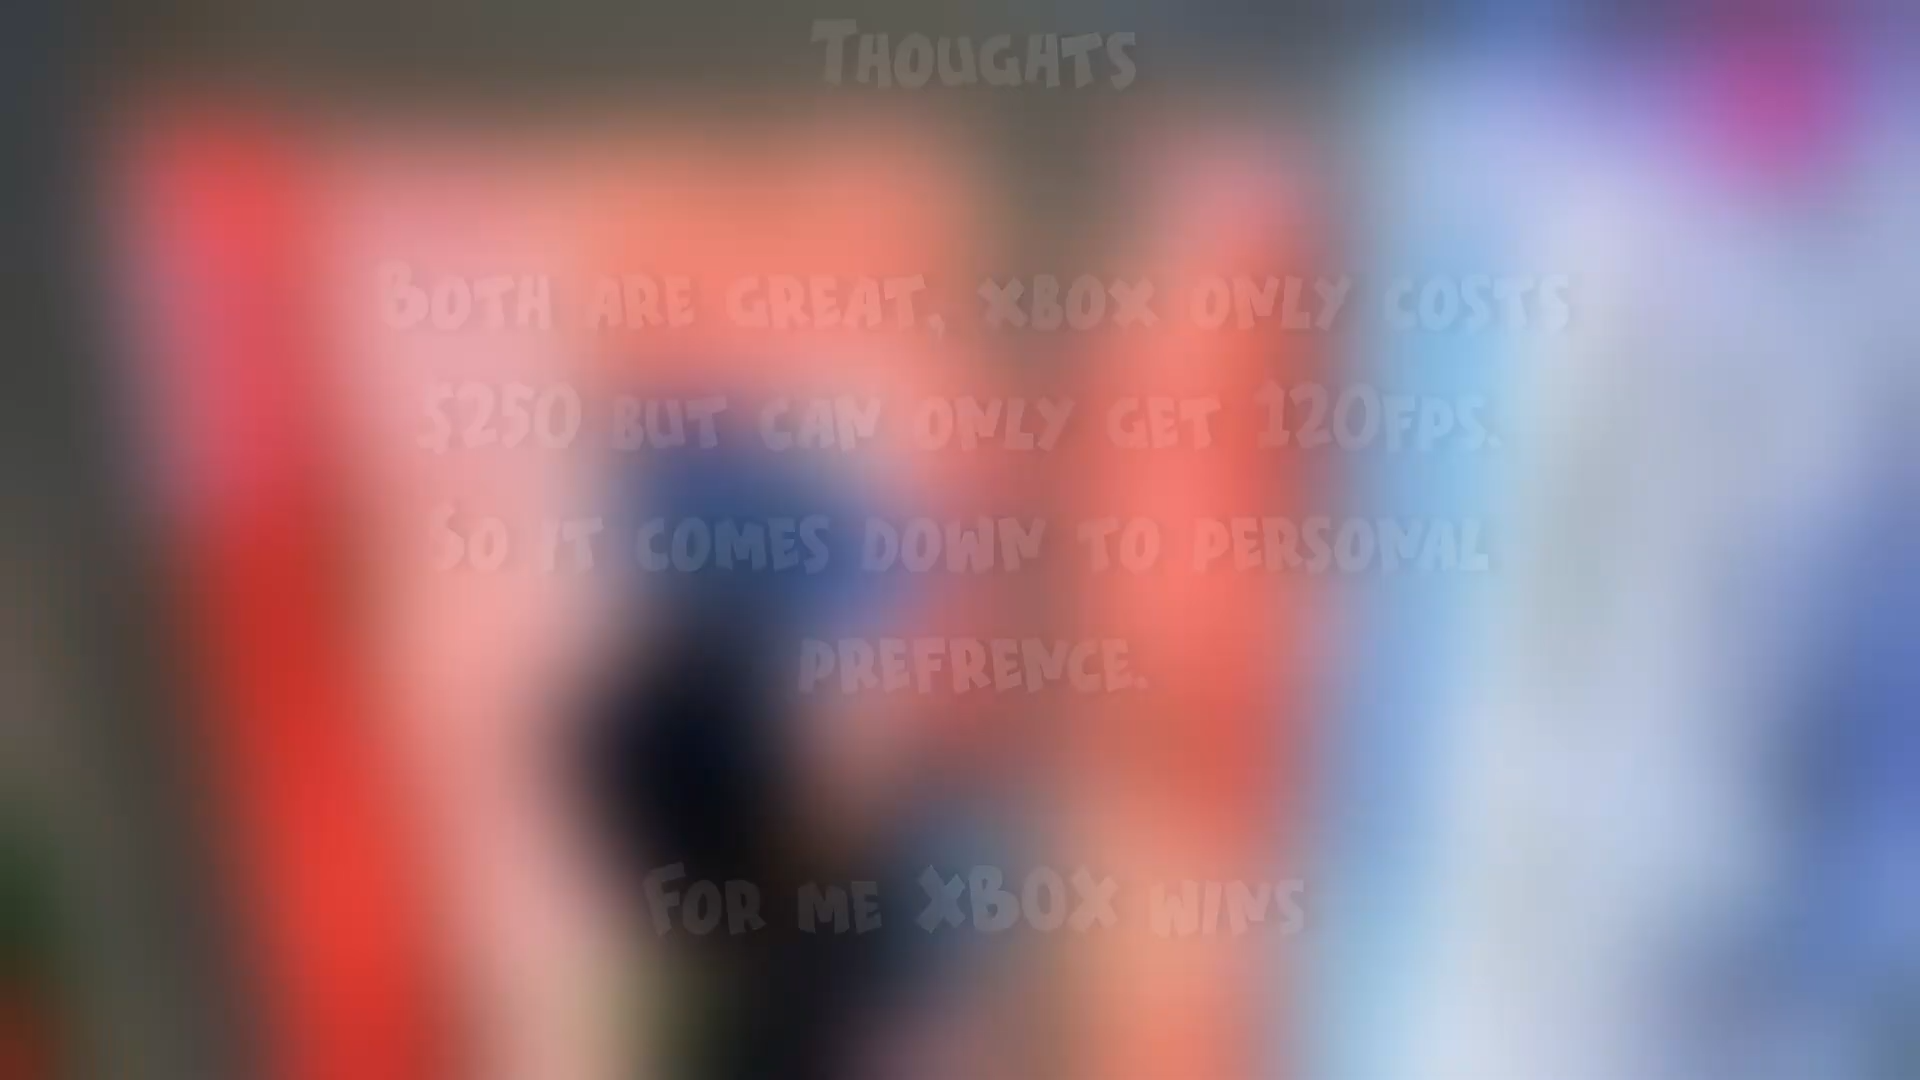 Thoughts
Both are great, xbox only costs
$250 but can only get 120fps.
So it comes down to personal
prefrence.
For me XBOX wins